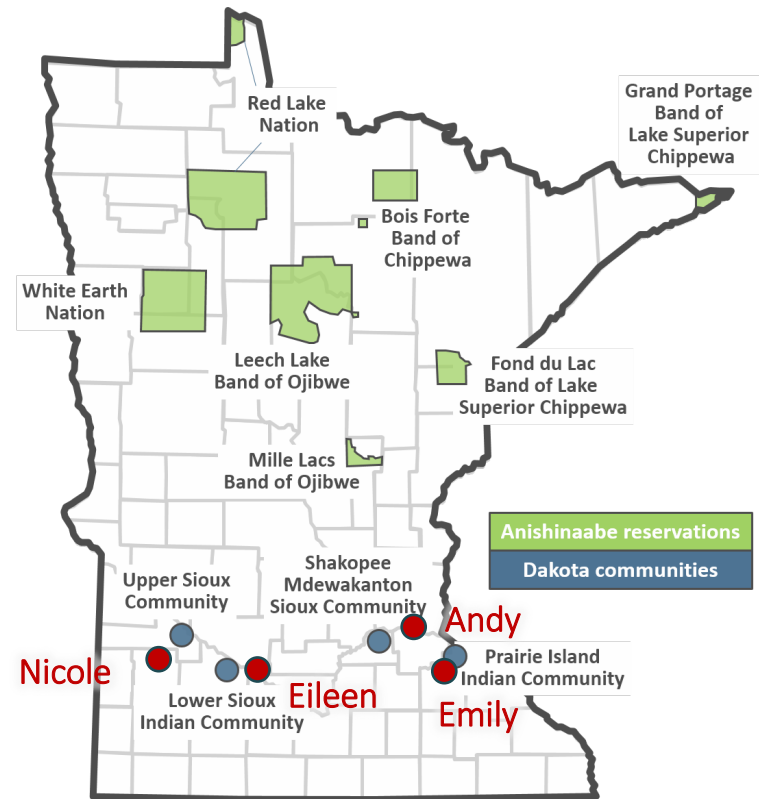 Red Lake
Nation
Grand Portage
Band of
Lake Superior
Chippewa
Bois Forte
Band of
Chippewa
White Earth
Nation
Leech Lake
Band of Ojibwe
Fond du Lac
Band of Lake
Superior Chippewa
Mille Lacs
Band of Ojibwe
Anishinaabe reservations
Dakota communities
Shakopee
Mdewakanton
Sioux Community
Upper Sioux
Community
Andy
Nicole
Prairie Island
Indian Community
Eileen
Lower Sioux
Indian Community
Emily